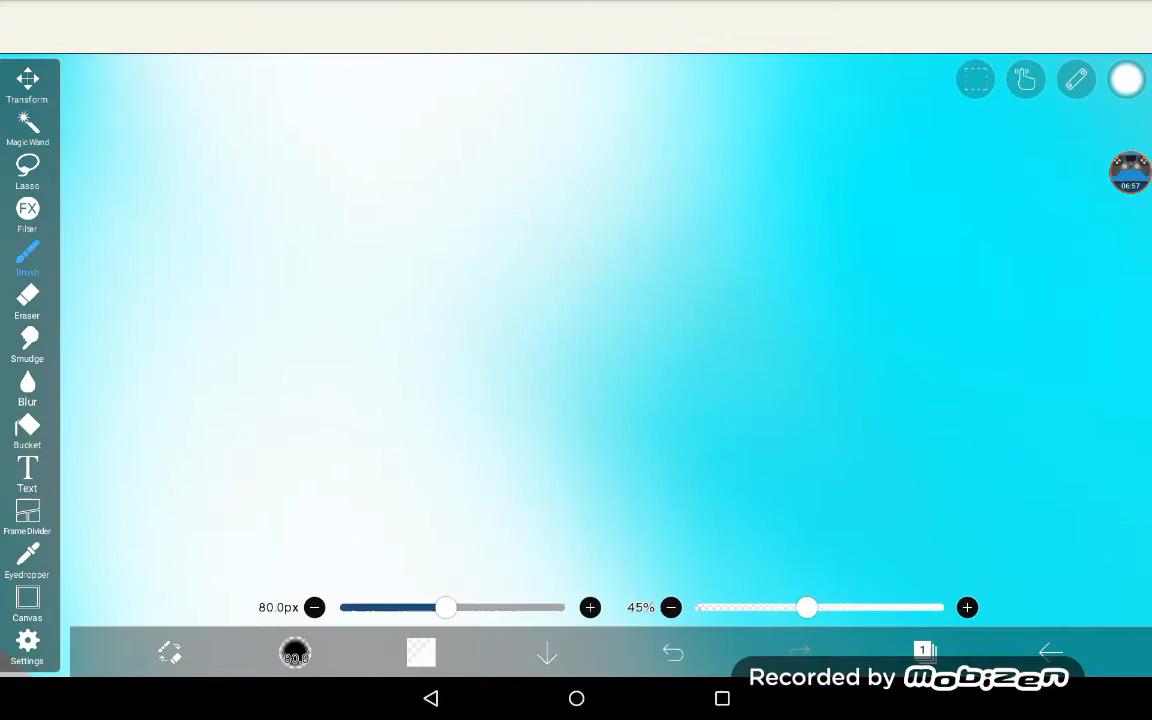 Transform
Magic Wand
Lasso
FX
Filter
Brush
Eraser
Smudge
Blur
Bucket
T
Text
Frame Divider
Eyedropper
Canvas
Settings
06:57
80.0px
45%
80.0
1
Recorded by MOBIZEN